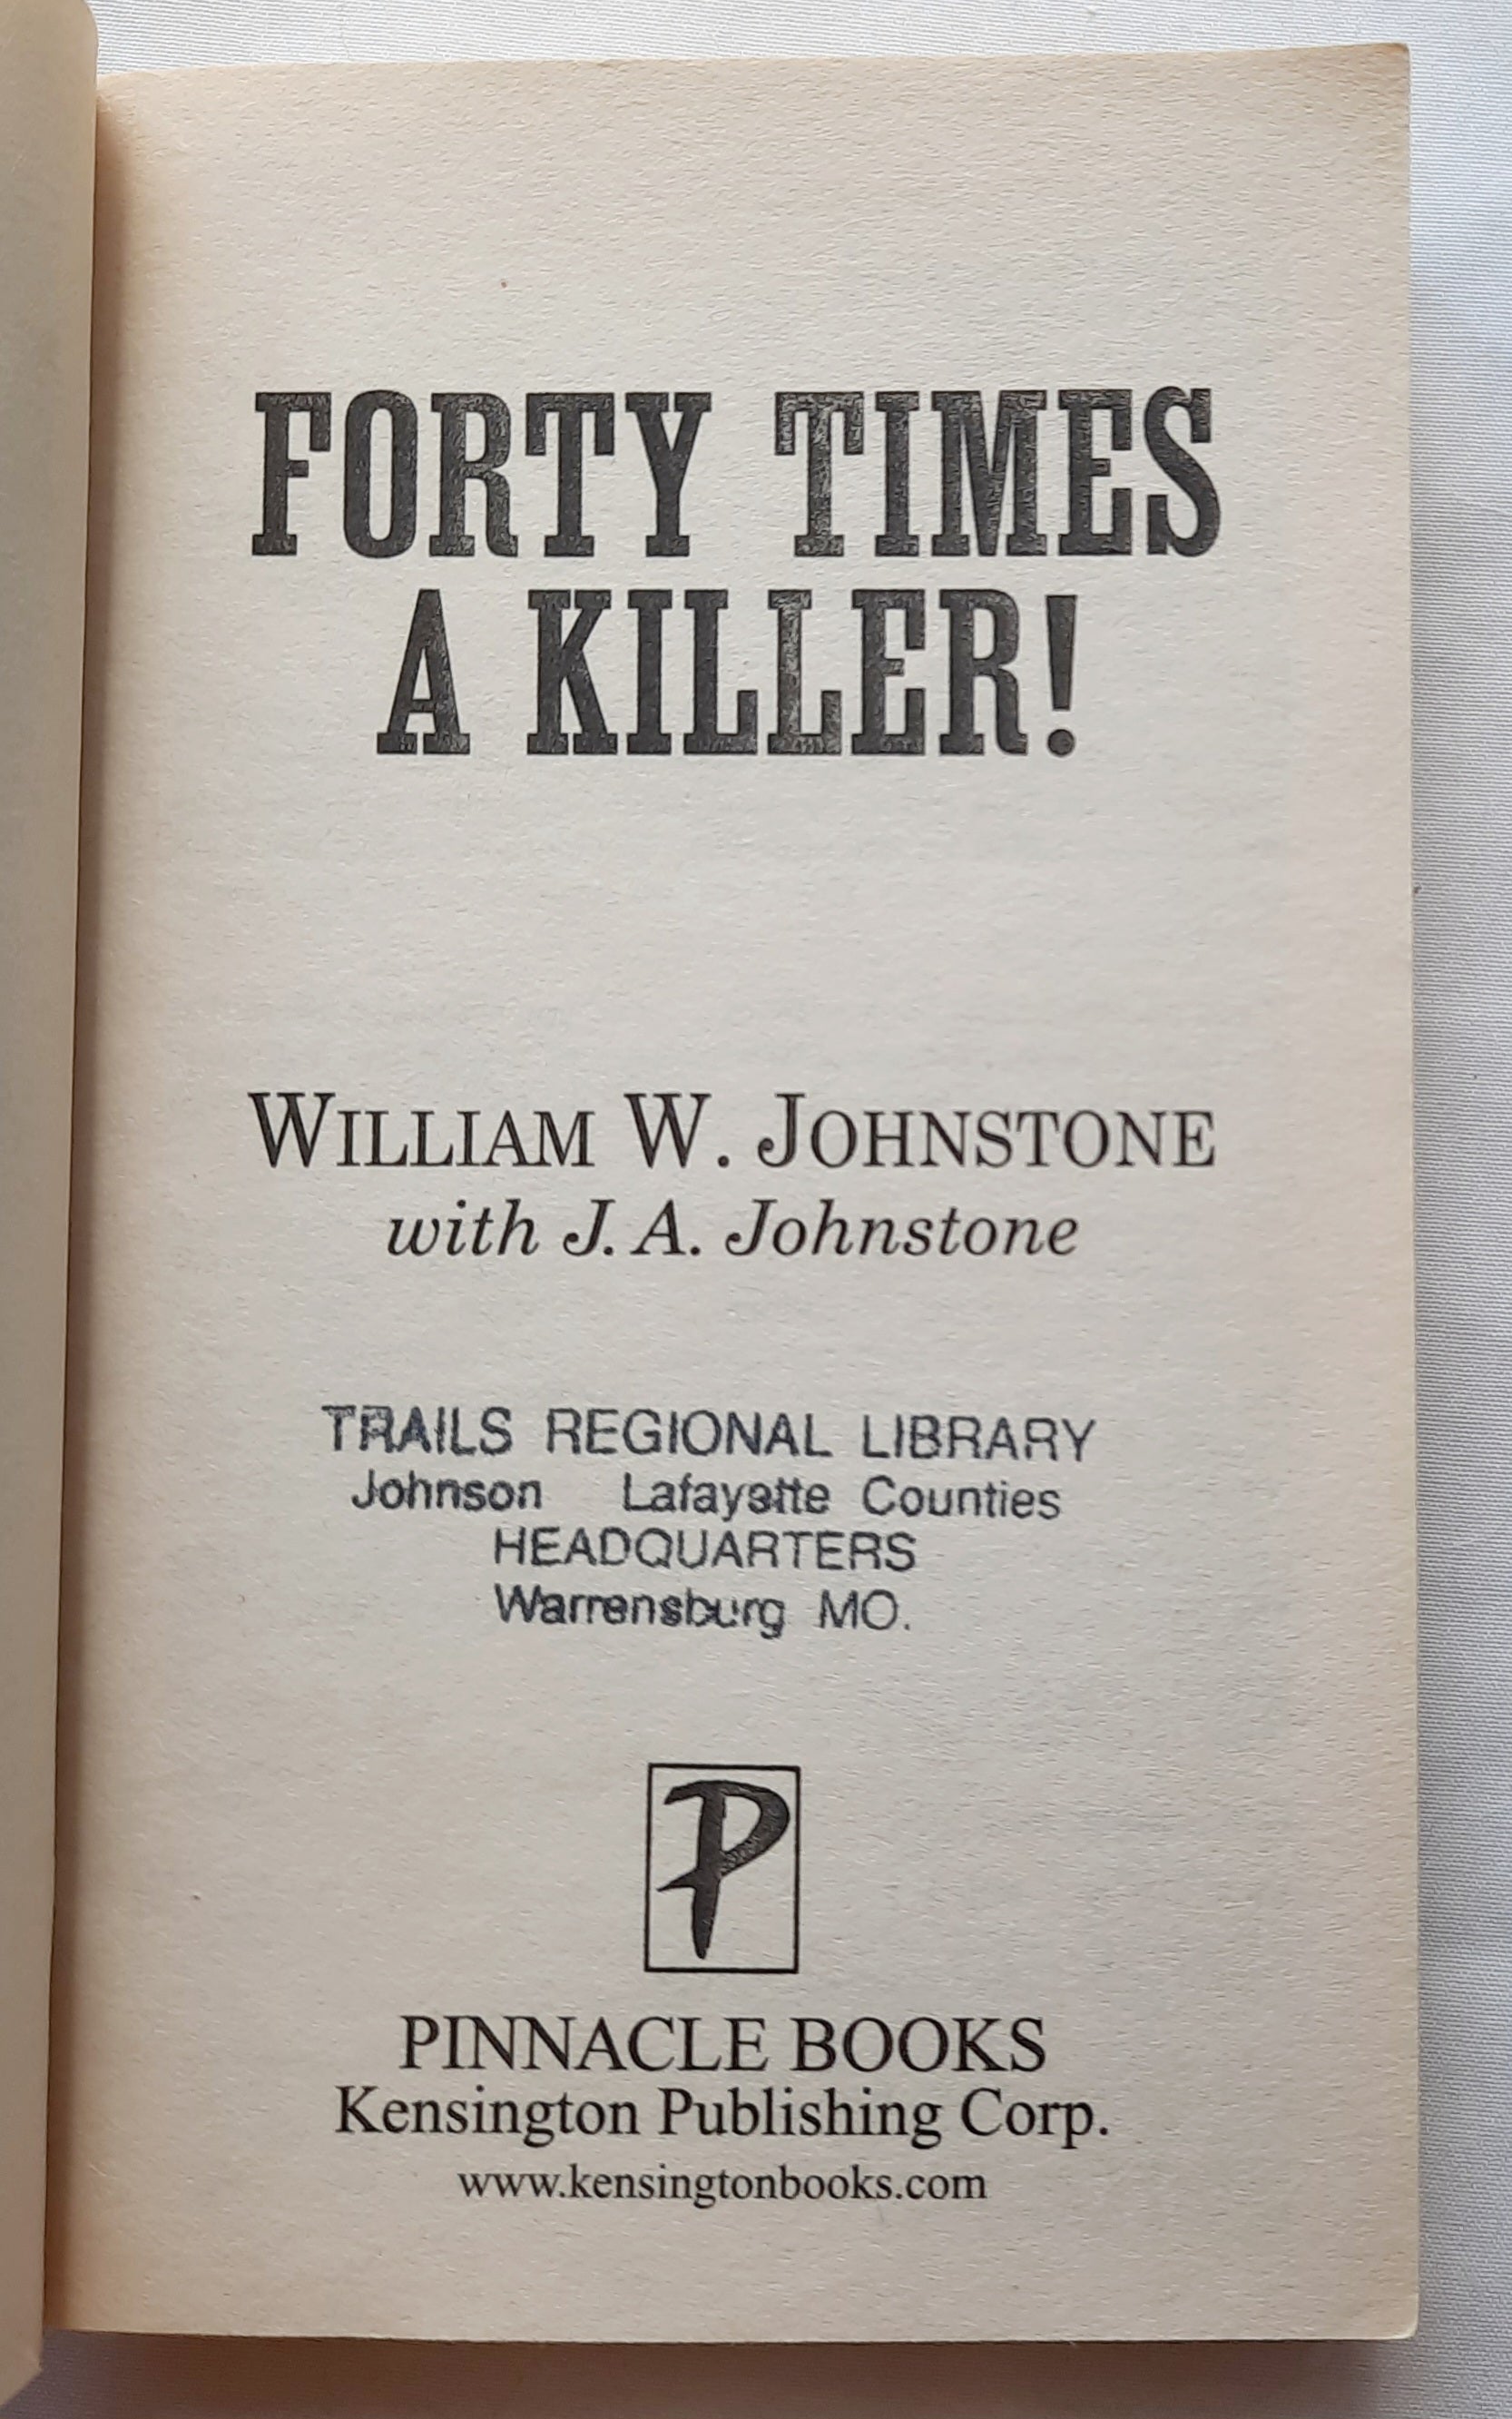 FORTY TIMES
A KILLER!
WILLIAM W. JOHNSTONE
with J. A. Johnstone
TRAILS REGIONAL LIBRARY
Johnson Lafayette Counties
HEADQUARTERS
Warrensburg MO.
P
PINNACLE BOOKS
Kensington Publishing Corp.
www.kensingtonbooks.com